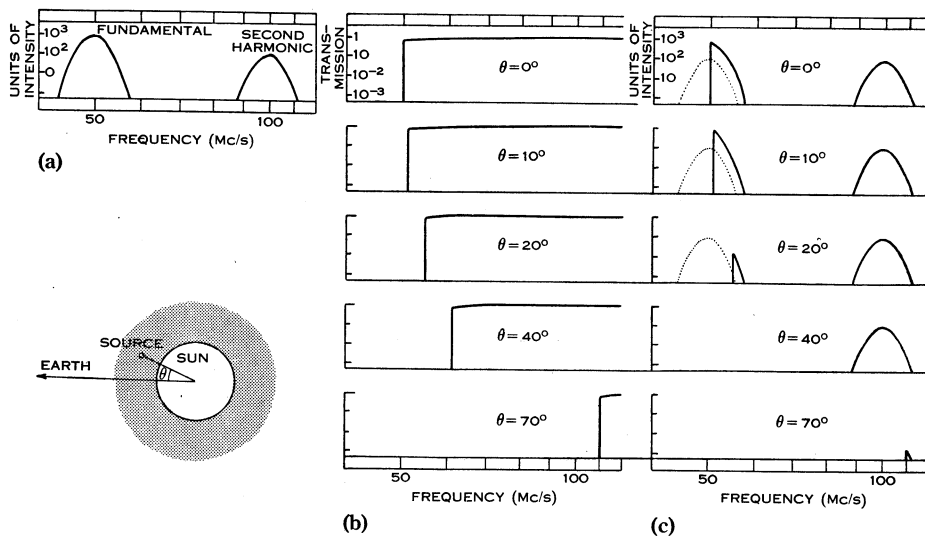 UNITS OF INTENSITY
10³
10²
0
FUNDAMENTAL
SECOND HARMONIC
50
100
FREQUENCY (Mc/s)
(a)
SOURCE
SUN
EARTH
θ
TRANS-
MISSION
1
10
10⁻²
10⁻³
θ = 0°
θ = 10°
θ = 20°
θ = 40°
θ = 70°
50
100
FREQUENCY (Mc/s)
(b)
UNITS OF INTENSITY
10³
10²
10
θ = 0°
θ = 10°
θ = 20°
θ = 40°
θ = 70°
50
100
FREQUENCY (Mc/s)
(c)